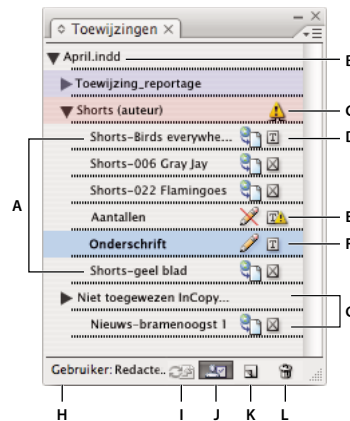 Toewijzingen
April.indd
Toewijzing_reportage
Shorts (auteur)
Shorts-Birds everywhe...
Shorts-006 Gray Jay
Shorts-022 Flamingoes
A
Aantallen
Onderschrift
Shorts-geel blad
Niet toegewezen InCopy...
Nieuws-bramenoogst 1
Gebruiker: Redacte..
H I J K L